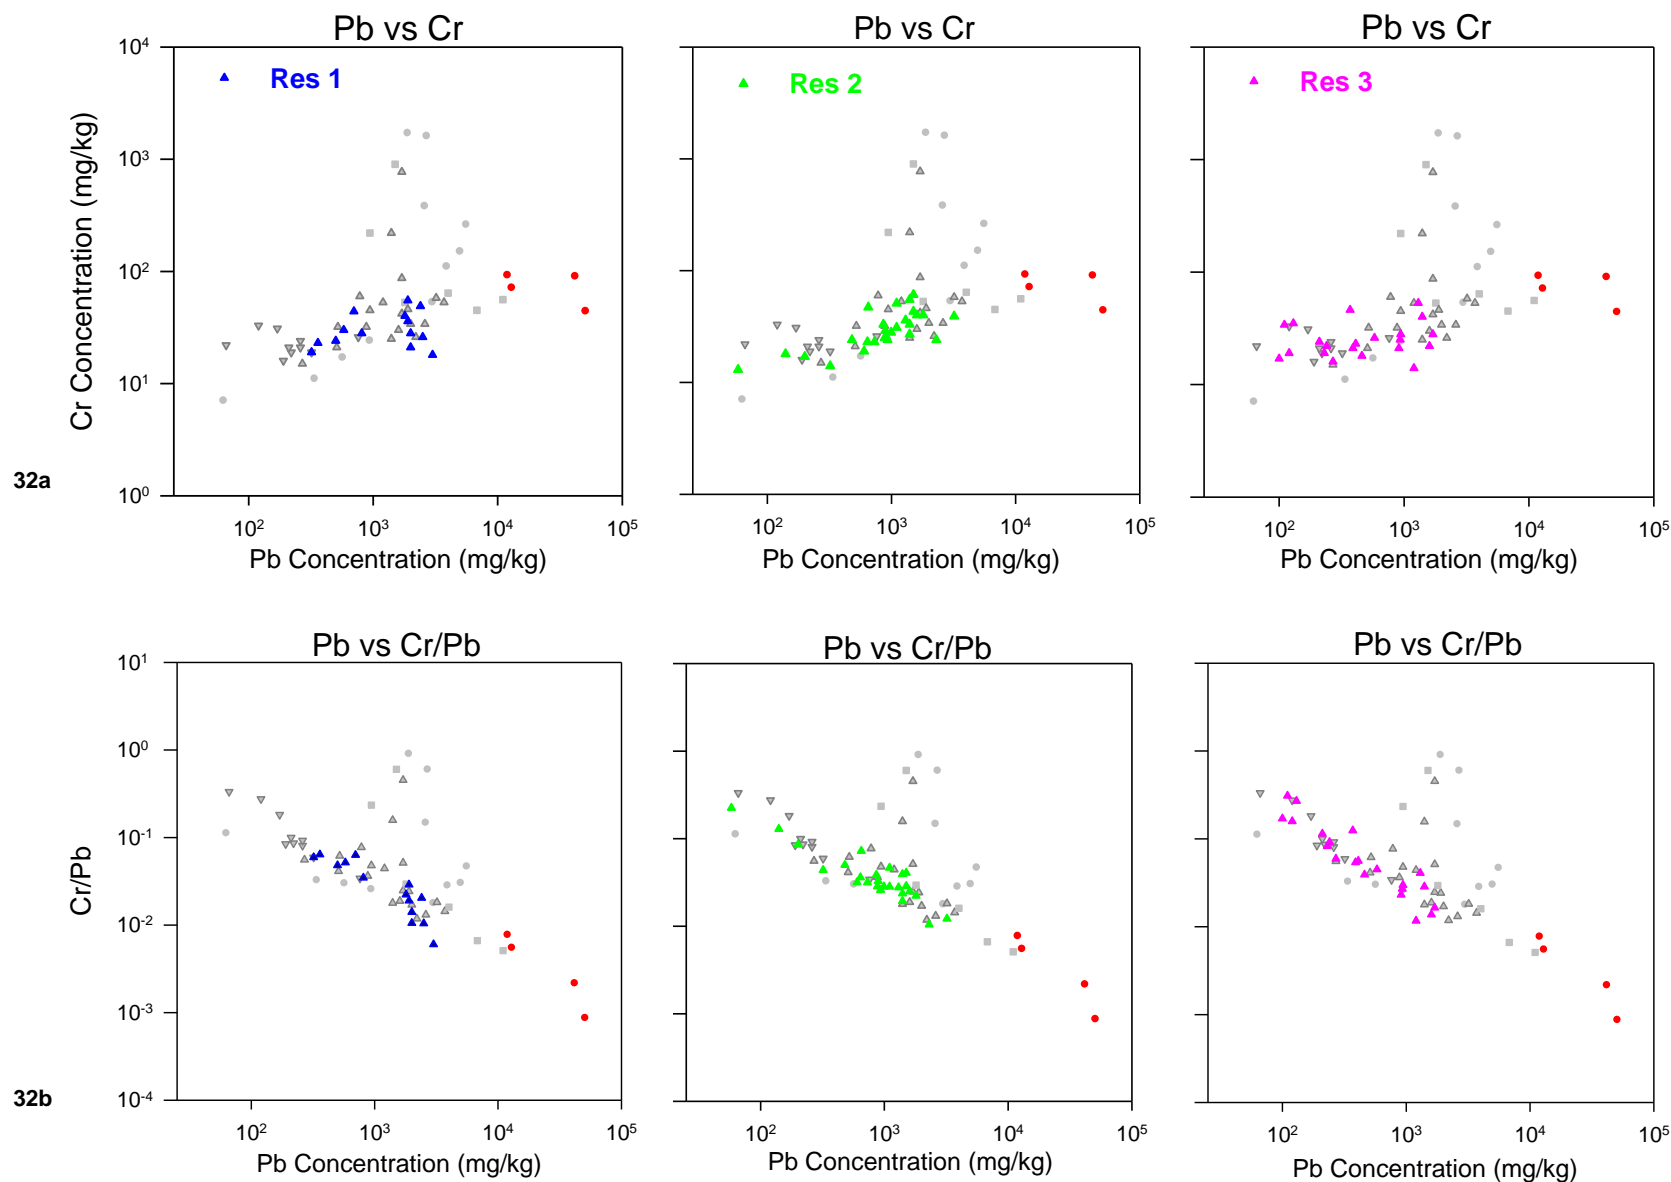 Pb vs Cr
Pb vs Cr
Pb vs Cr
10⁴
Res 1
Res 2
Res 3
10³
10²
10¹
10⁰
Cr Concentration (mg/kg)
32a
10² 10³ 10⁴ 10⁵
10² 10³ 10⁴ 10⁵
10² 10³ 10⁴ 10⁵
Pb Concentration (mg/kg)
Pb Concentration (mg/kg)
Pb Concentration (mg/kg)
Pb vs Cr/Pb
Pb vs Cr/Pb
Pb vs Cr/Pb
10¹
10⁰
10⁻¹
10⁻²
10⁻³
10⁻⁴
Cr/Pb
32b
10² 10³ 10⁴ 10⁵
10² 10³ 10⁴ 10⁵
10² 10³ 10⁴ 10⁵
Pb Concentration (mg/kg)
Pb Concentration (mg/kg)
Pb Concentration (mg/kg)